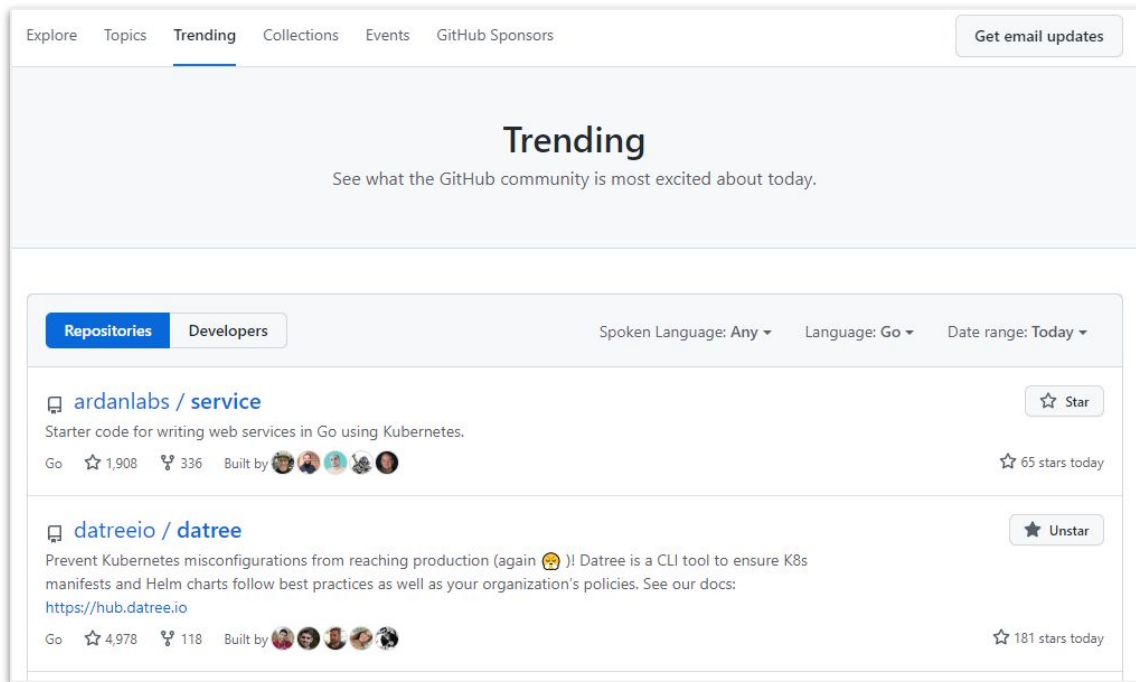 Explore Topics Trending Collections Events GitHub Sponsors Get email updates
Trending
See what the GitHub community is most excited about today.
Repositories Developers Spoken Language: Any Language: Go Date range: Today
ardanlabs / service Star
Starter code for writing web services in Go using Kubernetes.
Go 1,908 336 Built by 65 stars today
datreeio / datree Unstar
Prevent Kubernetes misconfigurations from reaching production (again 😤 )! Datree is a CLI tool to ensure K8s
manifests and Helm charts follow best practices as well as your organization's policies. See our docs:
https://hub.datree.io
Go 4,978 118 Built by 181 stars today